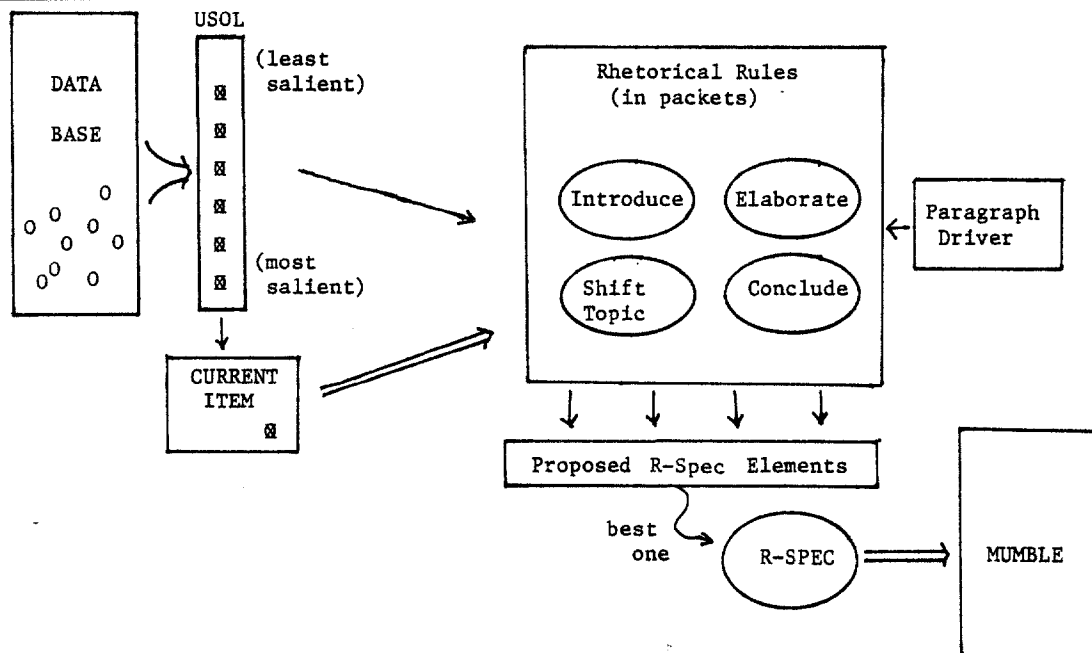 USOL
DATA
BASE
(least
salient)
(most
salient)
CURRENT
ITEM
Rhetorical Rules
(in packets)
Introduce
Elaborate
Shift
Topic
Conclude
Paragraph
Driver
Proposed R-Spec Elements
best
one
R-SPEC
MUMBLE